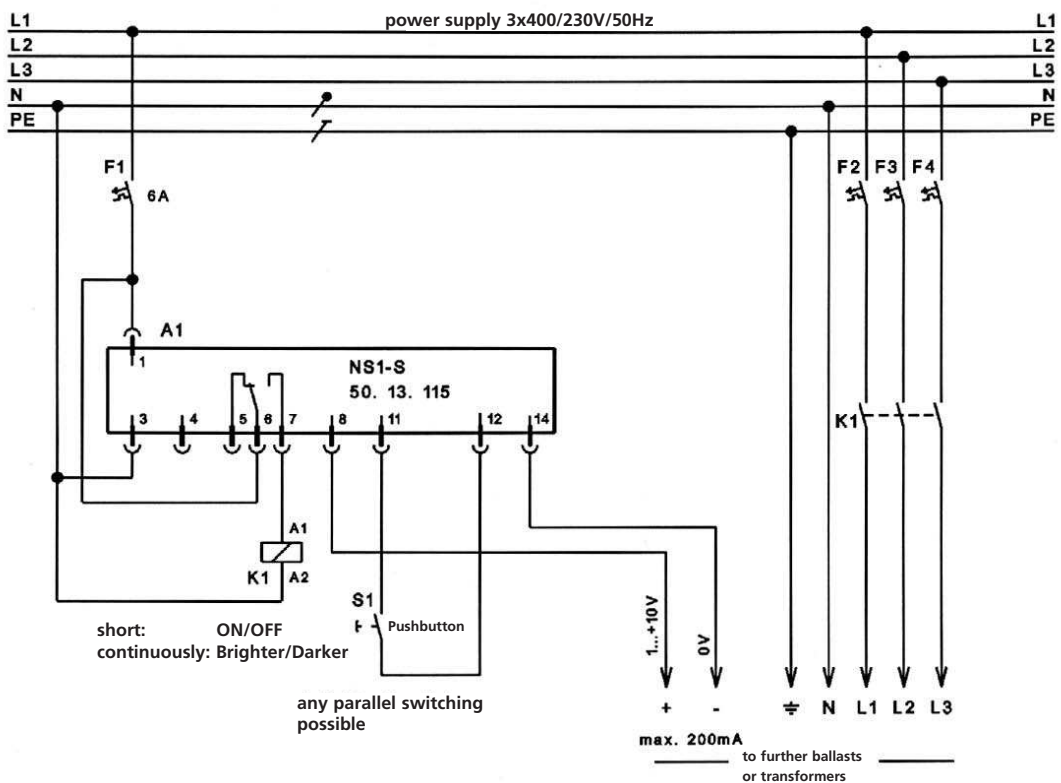 power supply 3x400/230V/50Hz
L1 L1
L2 L2
L3 L3
N N
PE PE
F1 F2 F3 F4
6A
A1
1
NS1-S
50. 13. 115
3 4 5 6 7 8 11 12 14
K1
A1
K1 A2
S1
Pushbutton
short: ON/OFF
continuously: Brighter/Darker
1...+10V
0V
any parallel switching
possible
+ - N L1 L2 L3
max. 200mA
to further ballasts
or transformers